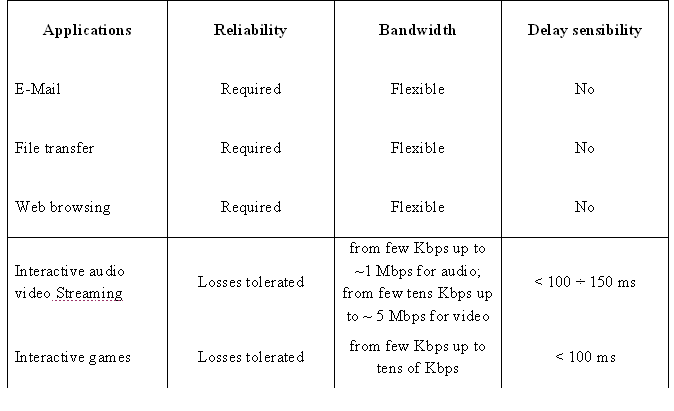 Applications Reliability Bandwidth Delay sensibility
E-Mail Required Flexible No
File transfer Required Flexible No
Web browsing Required Flexible No
Interactive audio
video Streaming
Losses tolerated
from few Kbps up to
~1 Mbps for audio;
from few tens Kbps up
to ~ 5 Mbps for video
< 100 ÷ 150 ms
Interactive games
Losses tolerated
from few Kbps up to
tens of Kbps
< 100 ms